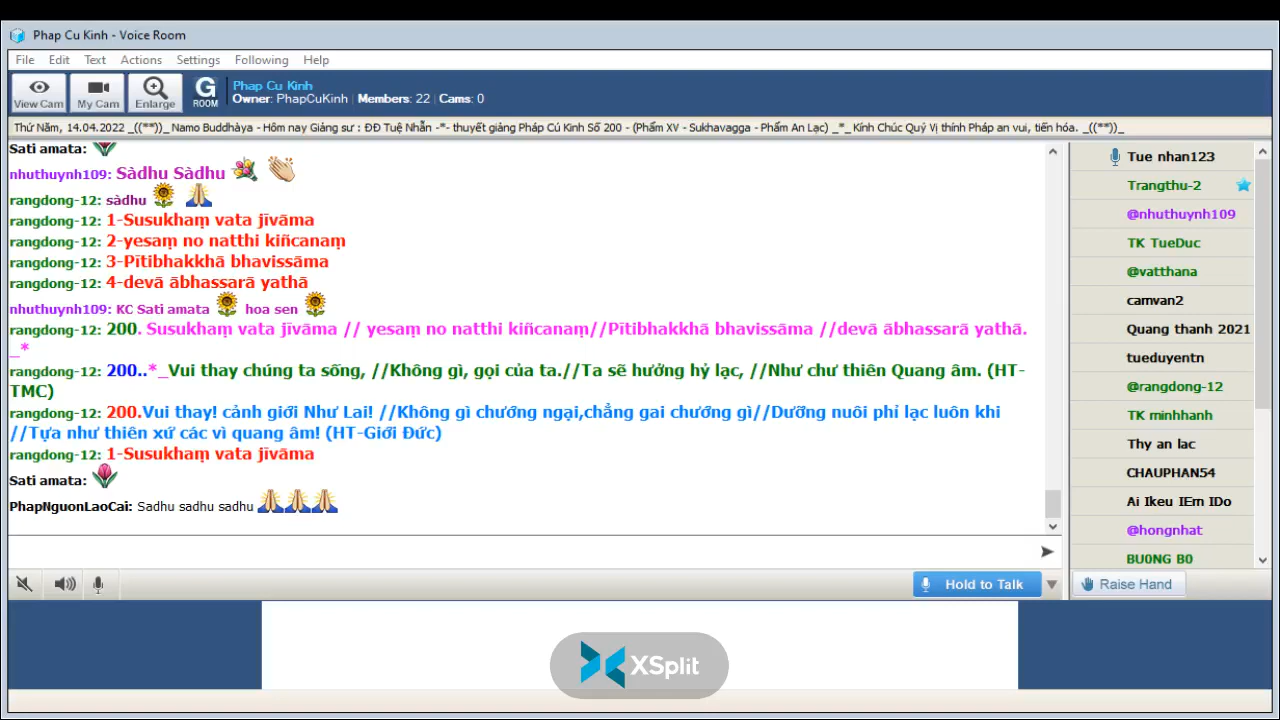 Phap Cu Kinh - Voice Room
File Edit Text Actions Settings Following Help
View Cam My Cam Enlarge G ROOM
Phap Cu Kinh
Owner: PhapCuKinh | Members: 22 | Cams: 0
Thứ Năm, 14.04.2022 _((**))_ Namo Buddhàya - Hôm nay Giảng sư : ĐĐ Tuệ Nhẫn -*- thuyết giảng Pháp Cú Kinh Số 200 - (Phẩm XV - Sukhavagga - Phẩm An Lạc) _*_ Kính Chúc Quý Vị thính Pháp an vui, tiến hóa. _((**))_
Sati amata:
nhuthuynh109: Sàdhu Sàdhu
rangdong-12: sàdhu
rangdong-12: 1-Susukhaṃ vata jīvāma
rangdong-12: 2-yesaṃ no natthi kiñcanaṃ
rangdong-12: 3-Pītibhakkhā bhavissāma
rangdong-12: 4-devā ābhassarā yathā
nhuthuynh109: KC Sati amata hoa sen
rangdong-12: 200. Susukhaṃ vata jīvāma // yesaṃ no natthi kiñcanaṃ//Pītibhakkhā bhavissāma //devā ābhassarā yathā.
_*
rangdong-12: 200..*_Vui thay chúng ta sống, //Không gì, gọi của ta.//Ta sẽ hưởng hỷ lạc, //Như chư thiên Quang âm. (HT-
TMC)
rangdong-12: 200.Vui thay! cảnh giới Như Lai! //Không gì chướng ngại,chẳng gai chướng gì//Dưỡng nuôi phỉ lạc luôn khi
//Tựa như thiên xứ các vì quang âm! (HT-Giới Đức)
rangdong-12: 1-Susukhaṃ vata jīvāma
Sati amata:
PhapNguonLaoCai: Sadhu sadhu sadhu
Tue nhan123
Trangthu-2
@nhuthuynh109
TK TueDuc
@vatthana
camvan2
Quang thanh 2021
tueduyentn
@rangdong-12
TK minhhanh
Thy an lac
CHAUPHAN54
Ai Ikeu IEm IDo
@hongnhat
BU0NG B0
Hold to Talk
Raise Hand
XSplit